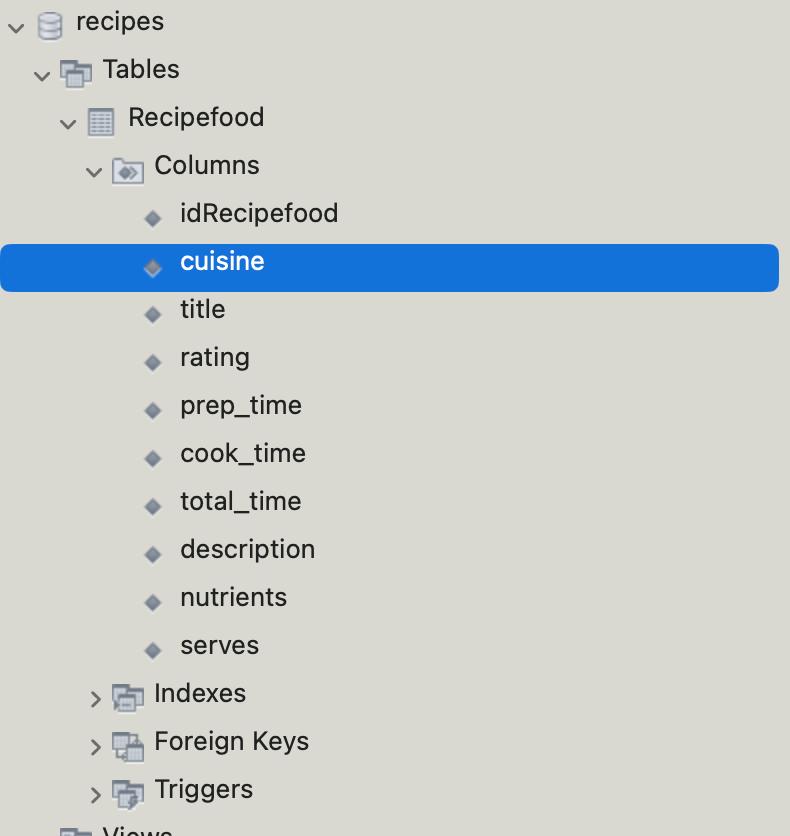 recipes
Tables
Recipefood
Columns
idRecipefood
cuisine
title
rating
prep_time
cook_time
total_time
description
nutrients
serves
Indexes
Foreign Keys
Triggers
Views